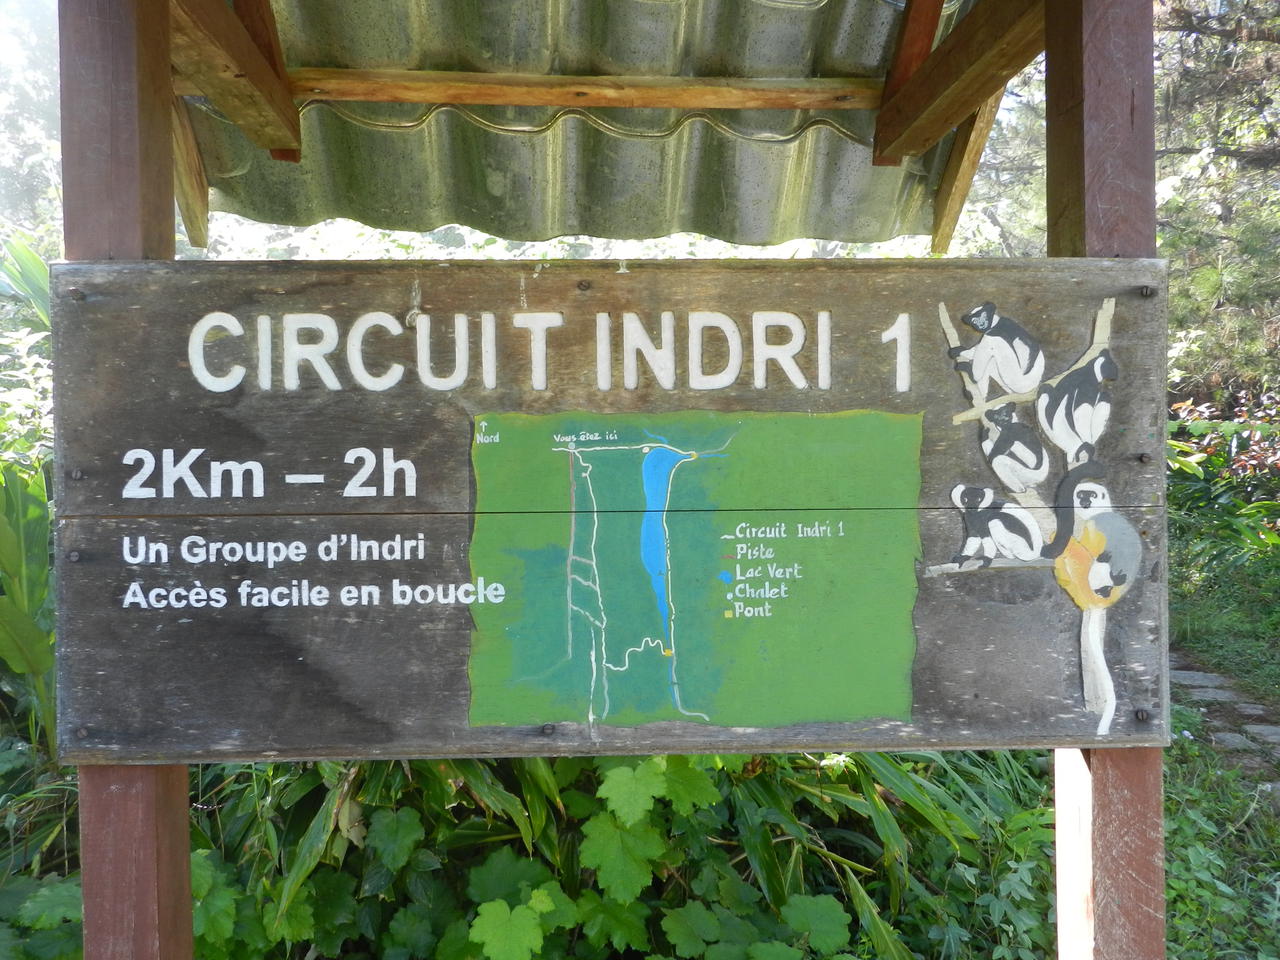 CIRCUIT INDRI 1
2Km – 2h
Un Groupe d'Indri
Accès facile en boucle
Nord
Vous êtez ici
Circuit Indri 1
Piste
Lac Vert
Chalet
Pont